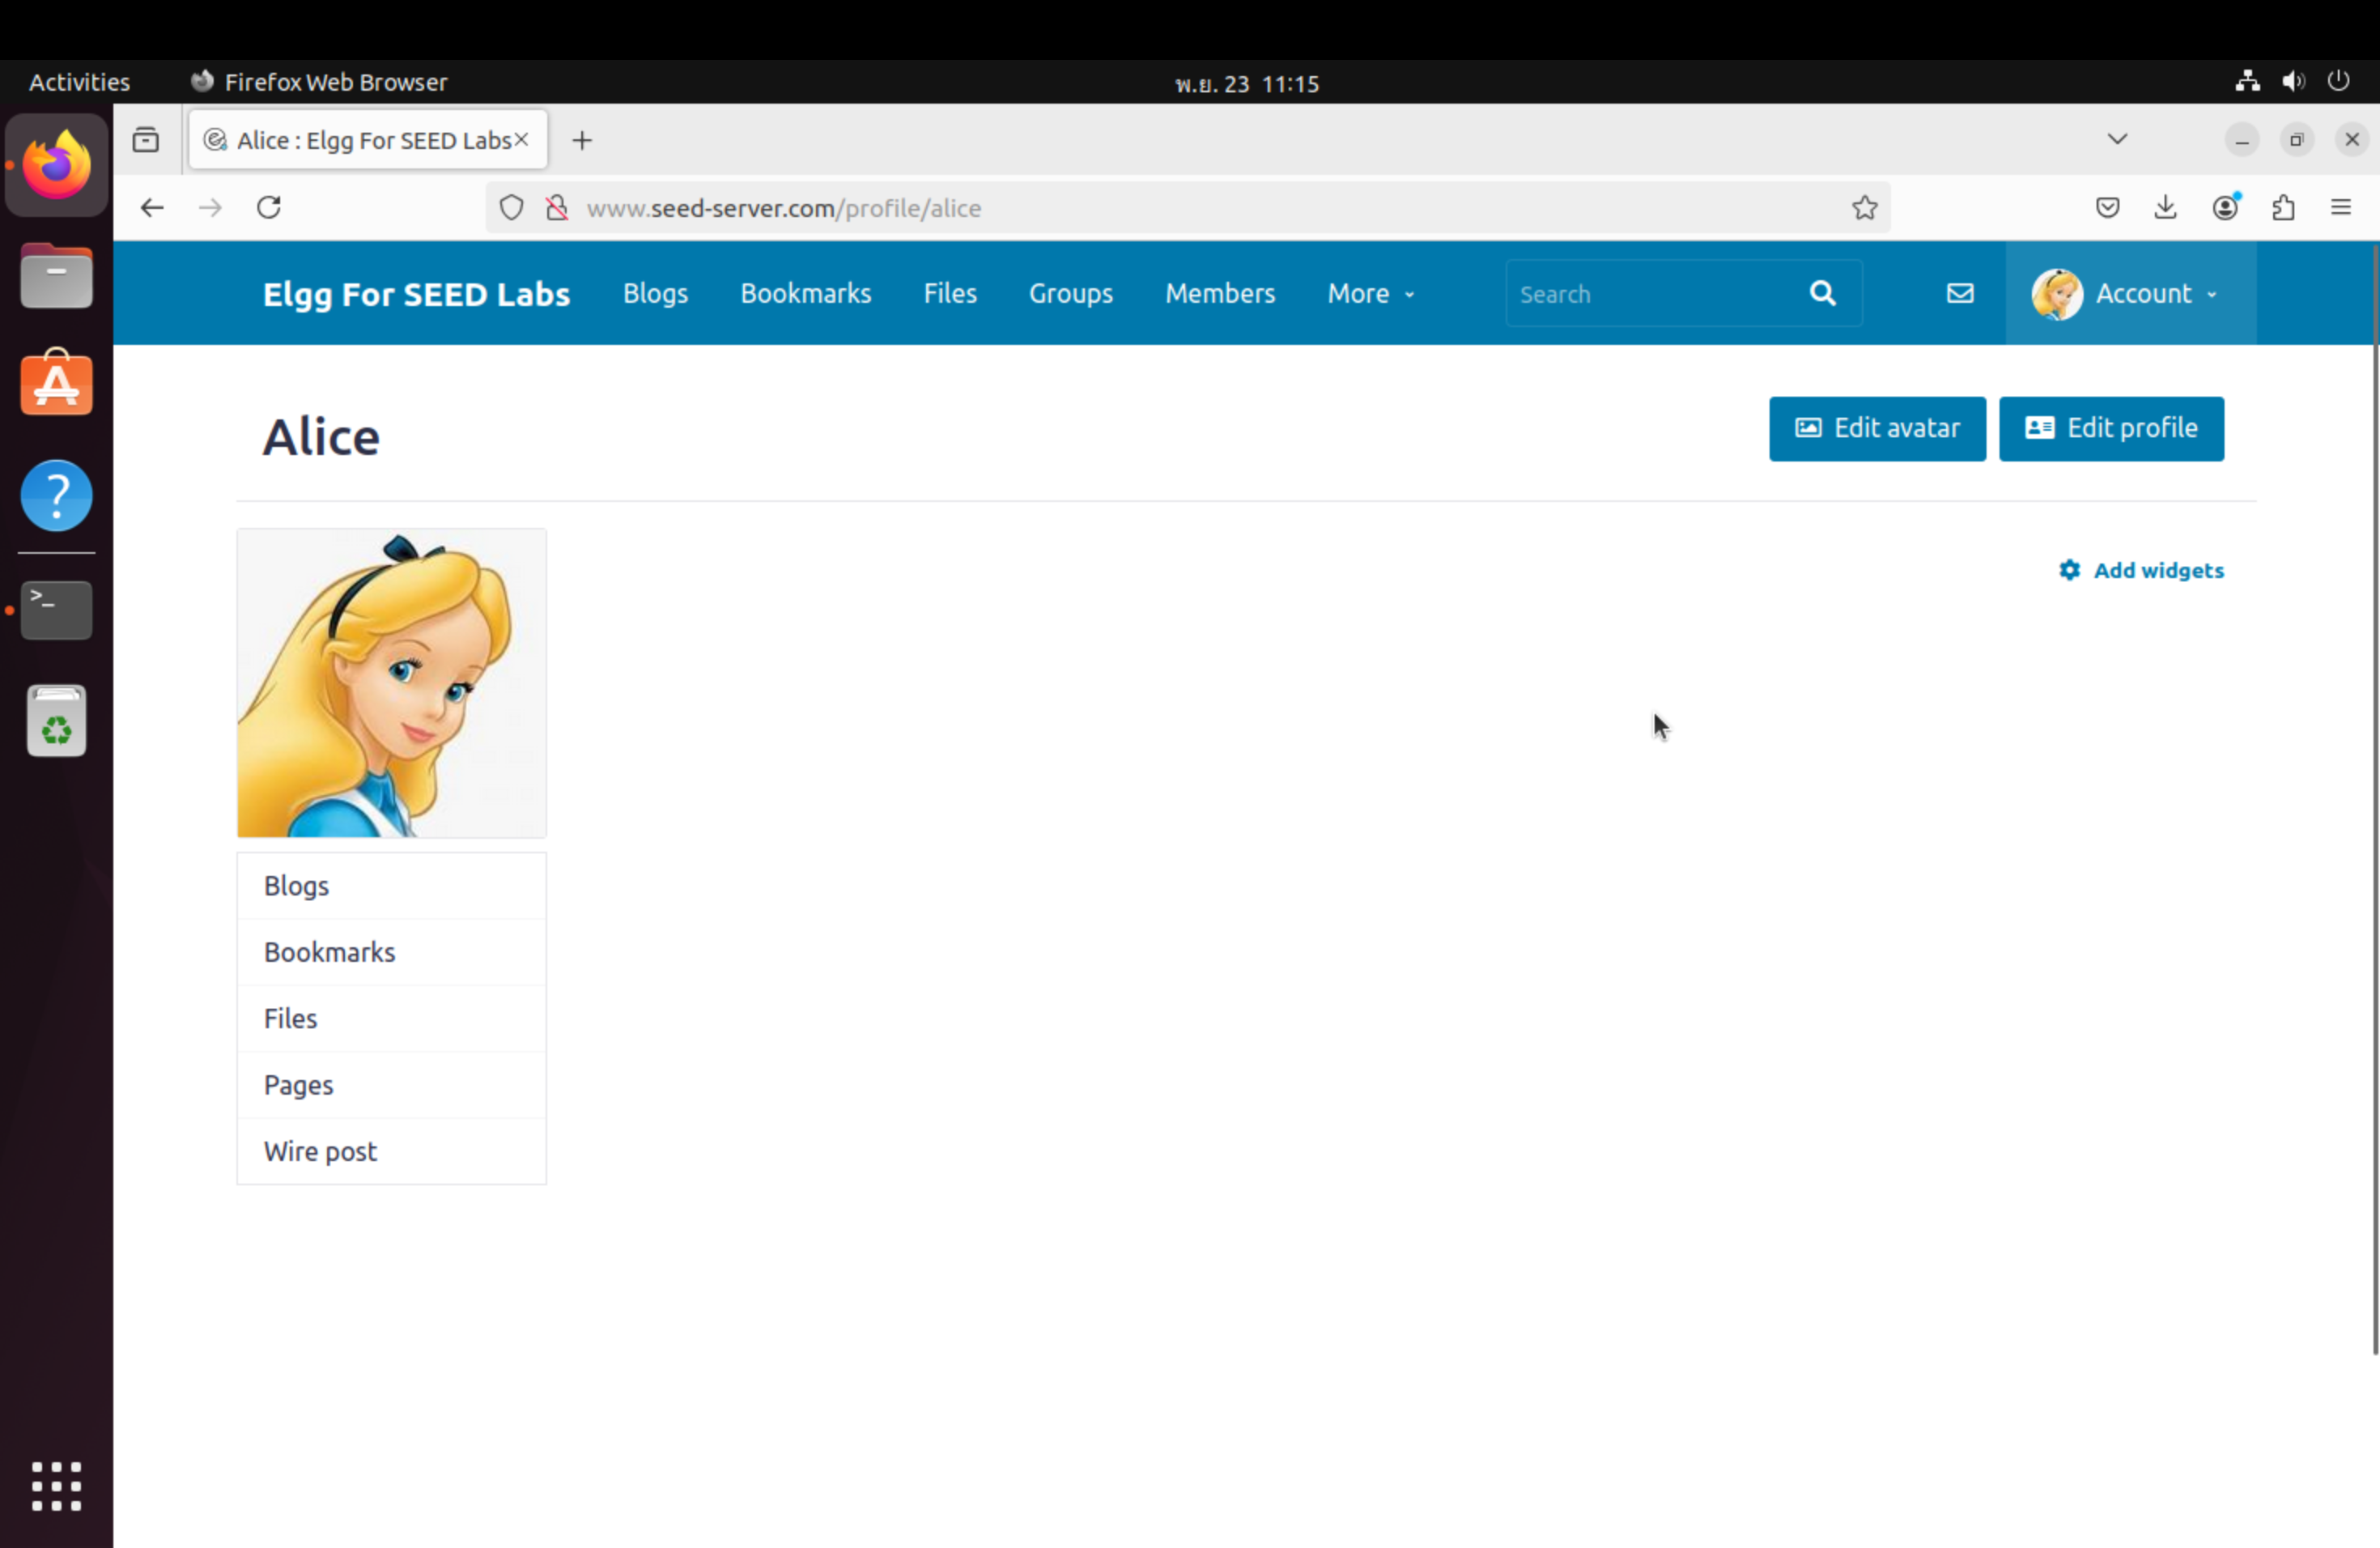 Activities Firefox Web Browser พ.ย. 23 11:15
Alice : Elgg For SEED Labs
www.seed-server.com/profile/alice
Elgg For SEED Labs Blogs Bookmarks Files Groups Members More Search Account
Alice Edit avatar Edit profile
Add widgets
Blogs
Bookmarks
Files
Pages
Wire post